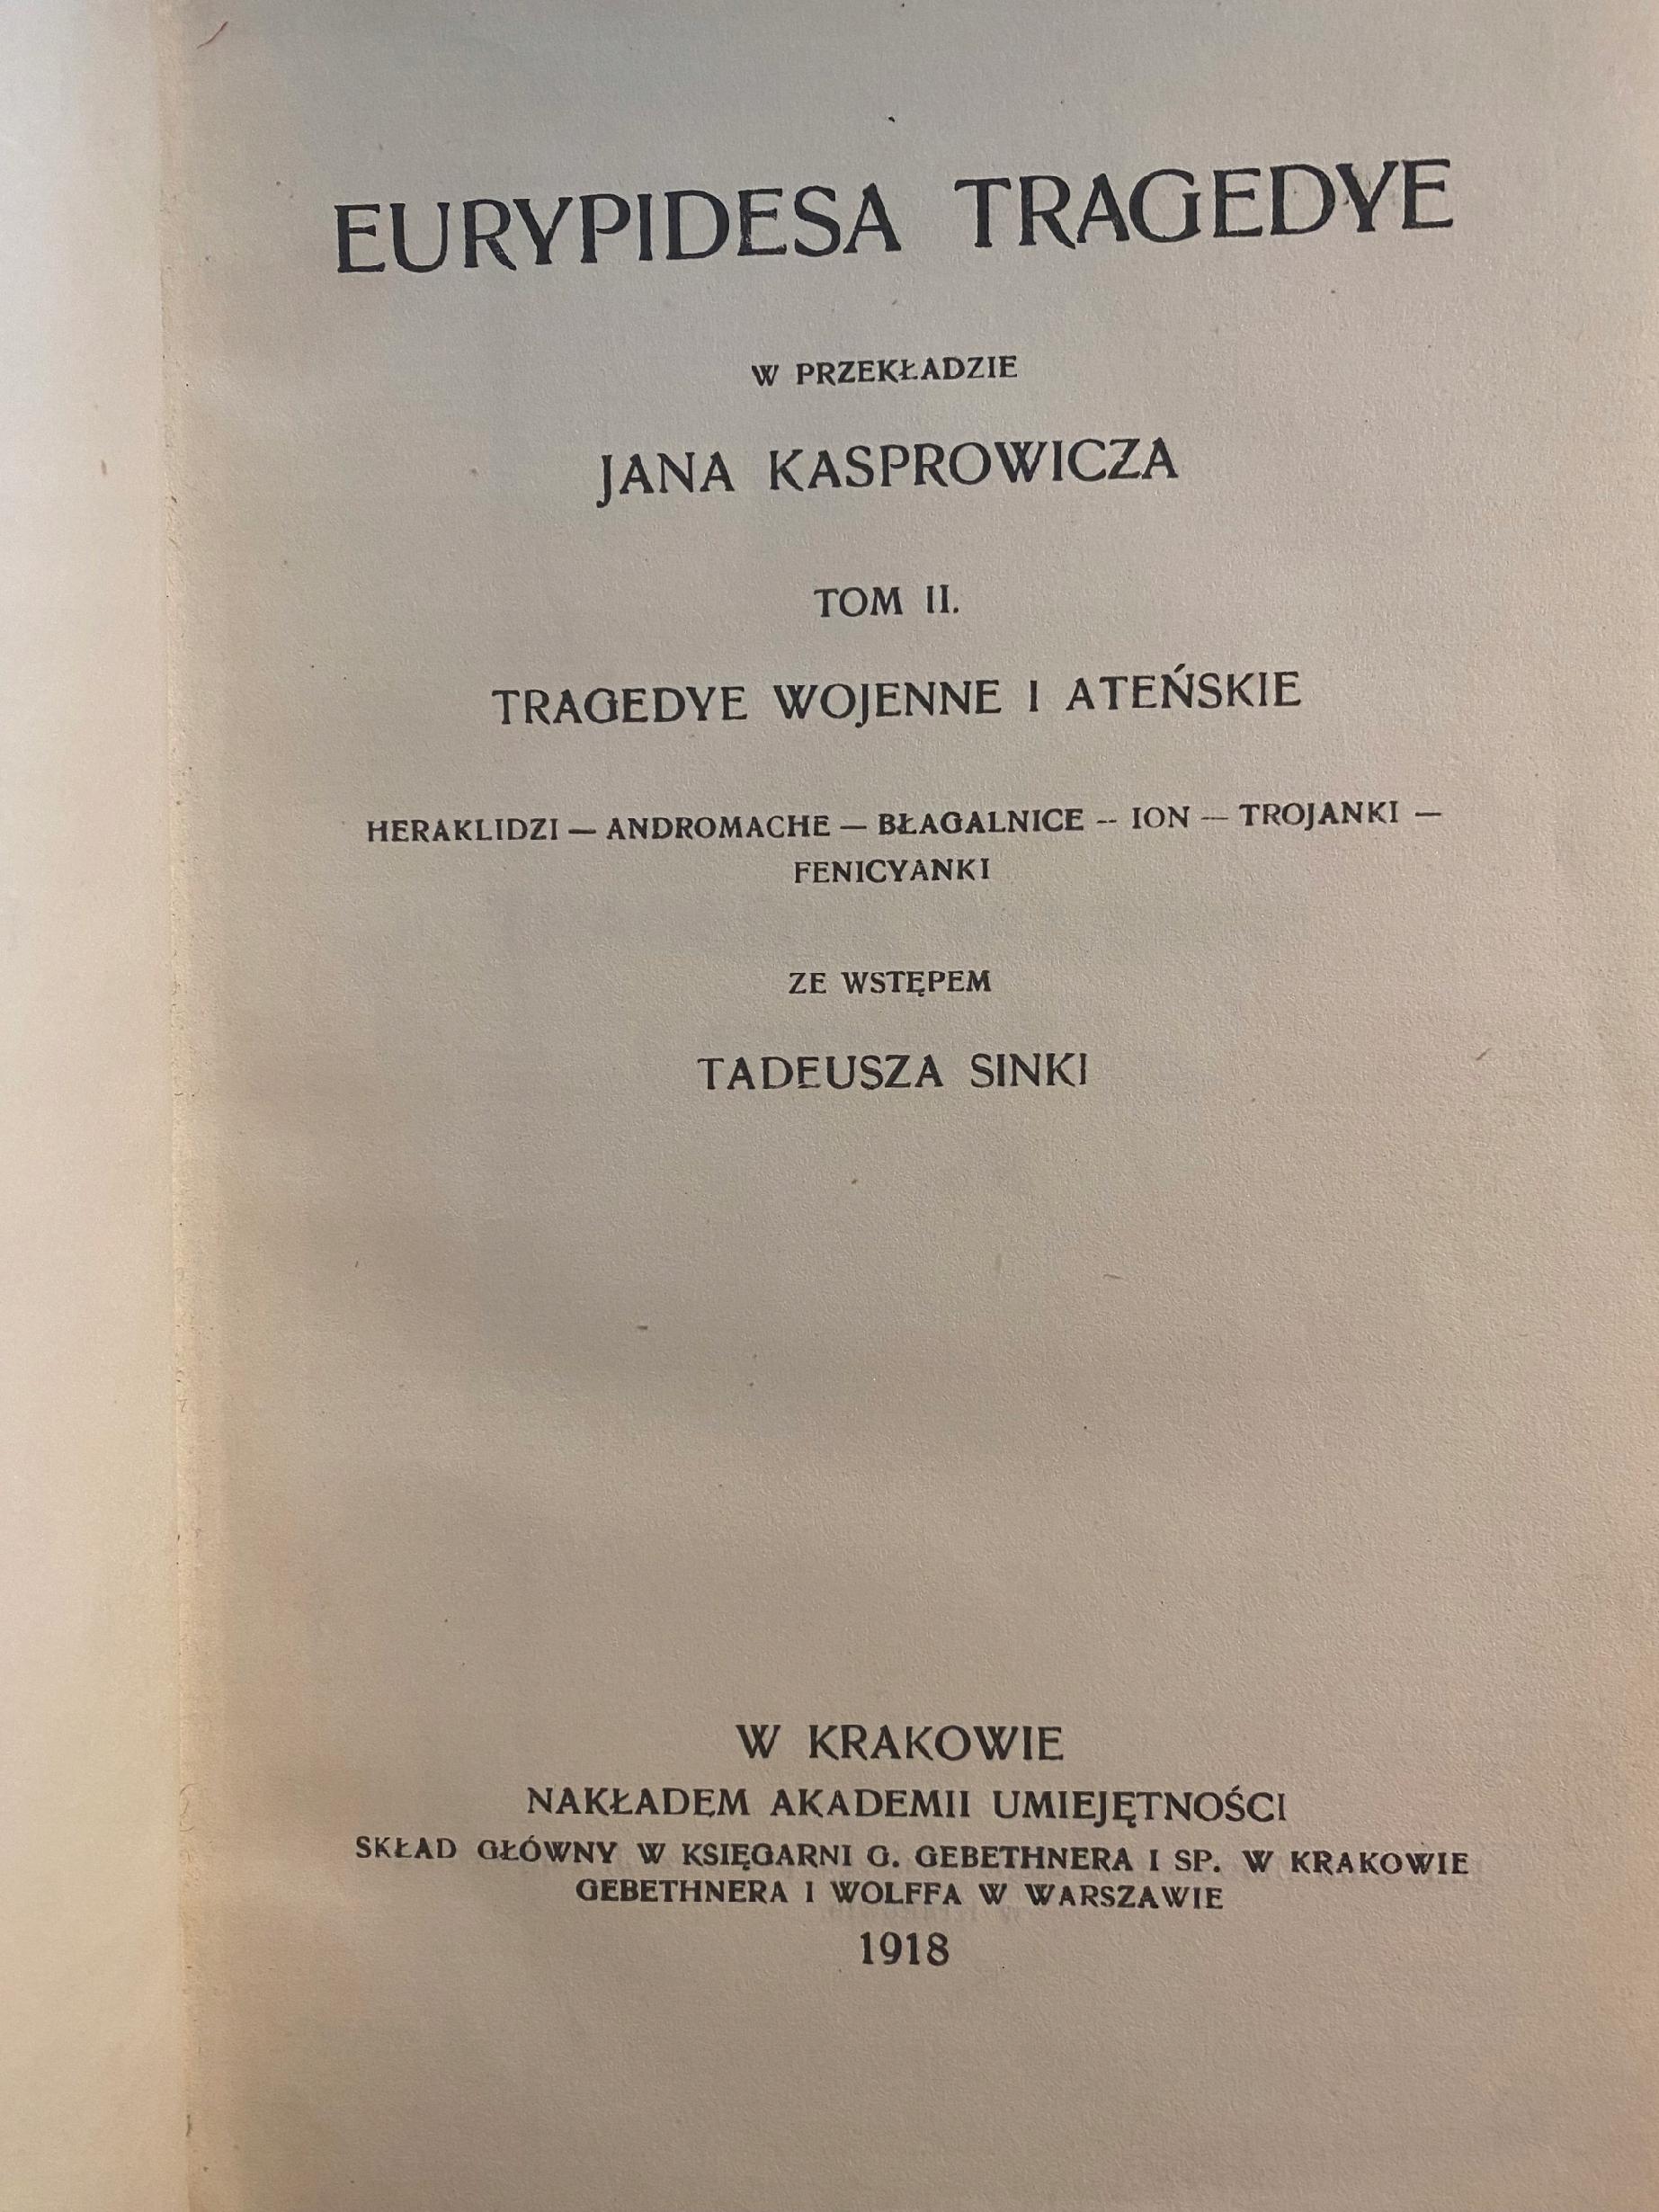 EURYPIDESA TRAGEDYE
W PRZEKŁADZIE
JANA KASPROWICZA
TOM II.
TRAGEDYE WOJENNE I ATEŃSKIE
HERAKLIDZI — ANDROMACHE — BŁAGALNICE -- ION — TROJANKI —
FENICYANKI
ZE WSTĘPEM
TADEUSZA SINKI
W KRAKOWIE
NAKŁADEM AKADEMII UMIEJĘTNOŚCI
SKŁAD GŁÓWNY W KSIĘGARNI G. GEBETHNERA I SP. W KRAKOWIE
GEBETHNERA I WOLFFA W WARSZAWIE
1918